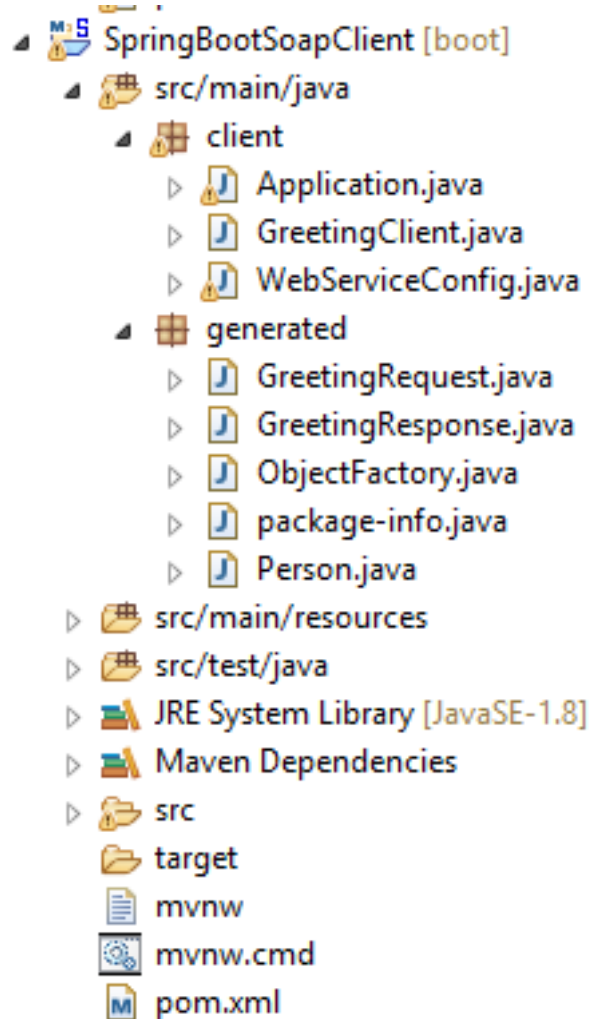 SpringBootSoapClient [boot]
src/main/java
client
Application.java
GreetingClient.java
WebServiceConfig.java
generated
GreetingRequest.java
GreetingResponse.java
ObjectFactory.java
package-info.java
Person.java
src/main/resources
src/test/java
JRE System Library [JavaSE-1.8]
Maven Dependencies
src
target
mvnw
mvnw.cmd
pom.xml